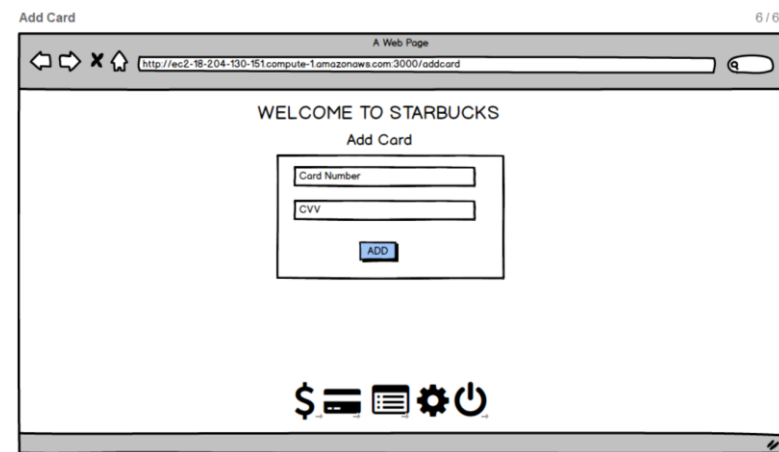 Add Card
6 / 6
A Web Page
http://ec2-18-204-130-151.compute-1.amazonaws.com:3000/addcard
WELCOME TO STARBUCKS
Add Card
Card Number
CVV
ADD